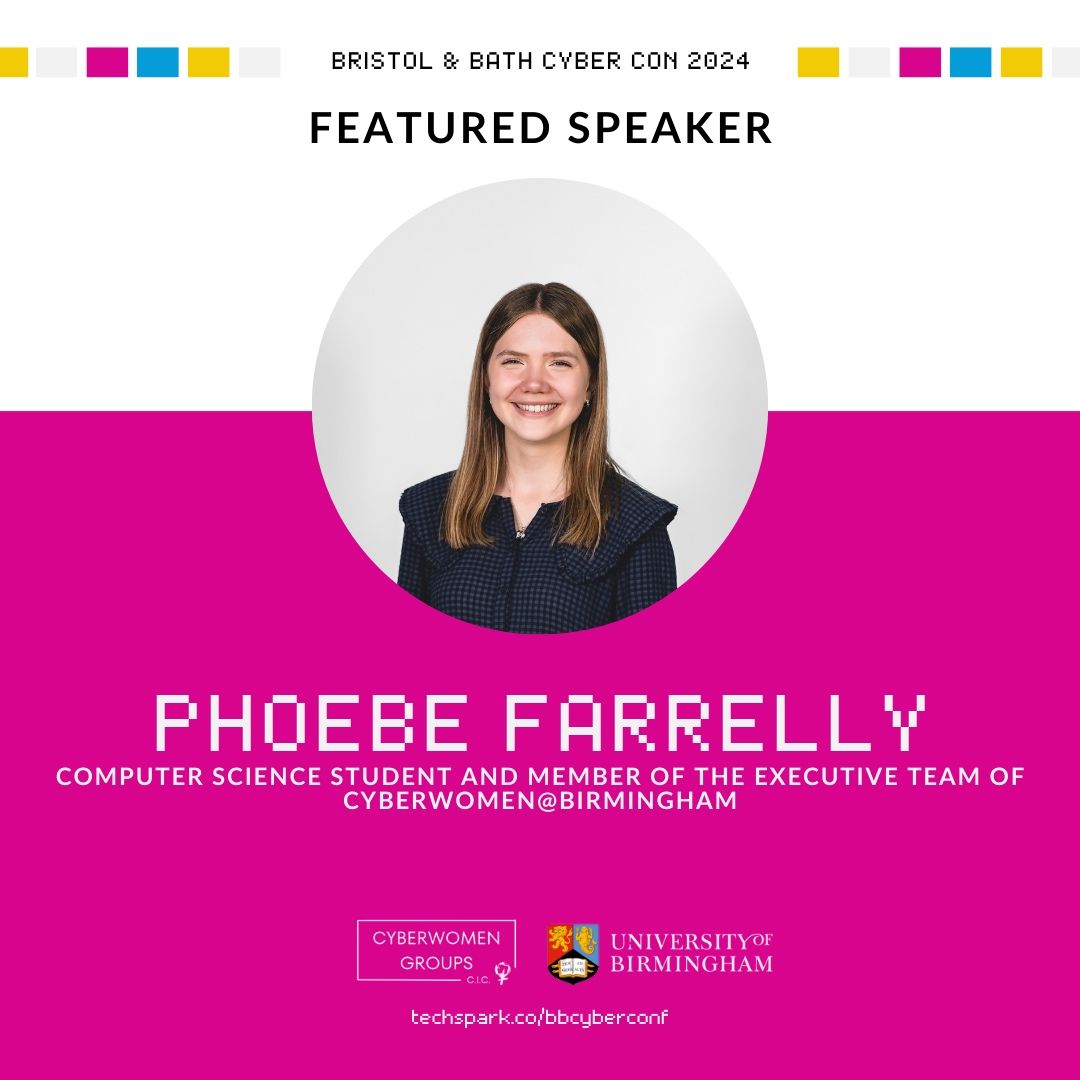 BRISTOL & BATH CYBER CON 2024
FEATURED SPEAKER
PHOEBE FARRELLY
COMPUTER SCIENCE STUDENT AND MEMBER OF THE EXECUTIVE TEAM OF
CYBERWOMEN@BIRMINGHAM
CYBERWOMEN
GROUPS
C.I.C.
UNIVERSITY OF
BIRMINGHAM
techspark.co/bbcyberconf